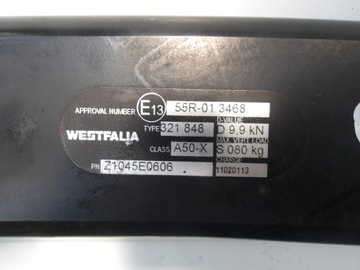 APPROVAL NUMBER E13 55R-01 3468
D-VALUE
WESTFALIA TYPE 321 848 D 9,9 kN
MAX. VERT. LOAD
CLASS A50-X S 080 kg
CHARGE
PN Z1045E0606 11020113